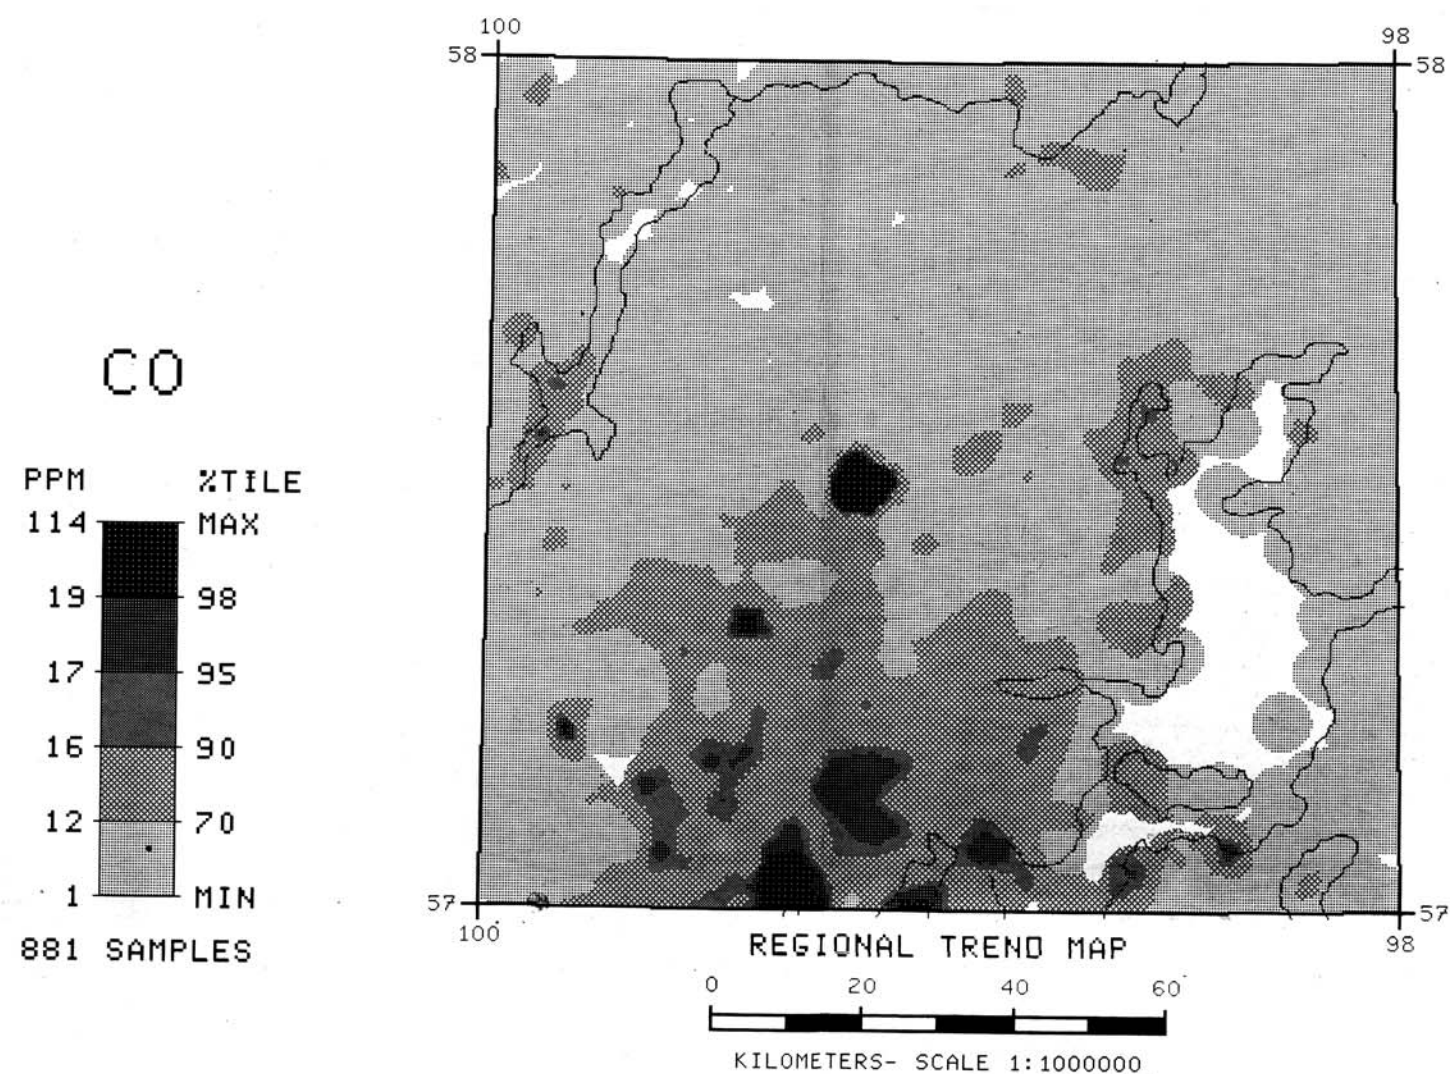 100 98
58 58
CO
PPM %TILE
114 MAX
19 98
17 95
15 90
12 70
1 MIN
881 SAMPLES
57 57
100 98
REGIONAL TREND MAP
0 20 40 60
KILOMETERS- SCALE 1:1000000